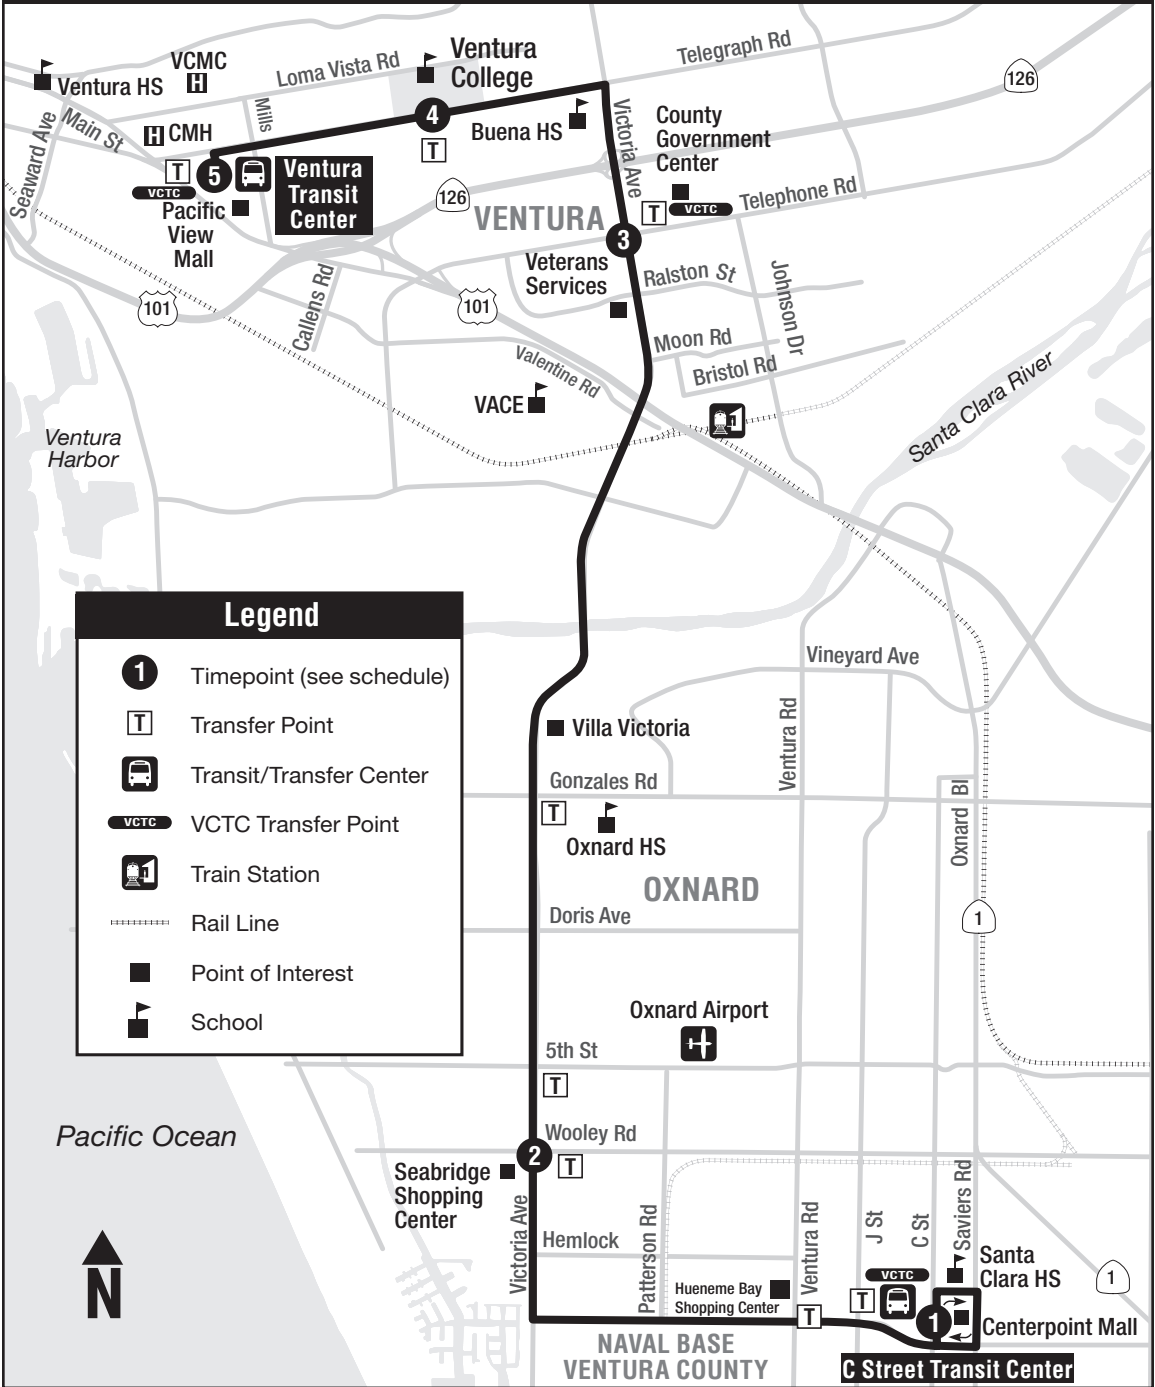 Ventura HS
VCMC
H
Loma Vista Rd
Ventura
College
Telegraph Rd
126
Seaward Ave
Main St
H CMH
Mills
4
T
Buena HS
Victoria Ave
County
Government
Center
T
5
VCTC
Ventura
Transit
Center
Pacific
View
Mall
126
VENTURA
T
VCTC
Telephone Rd
3
Veterans
Services
Ralston St
Johnson Dr
101
Callens Rd
101
Moon Rd
Bristol Rd
Valentine Rd
VACE
Santa Clara River
Ventura
Harbor
Legend
1 Timepoint (see schedule)
T Transfer Point
Transit/Transfer Center
VCTC VCTC Transfer Point
Train Station
Rail Line
Point of Interest
School
Vineyard Ave
Villa Victoria
Ventura Rd
Gonzales Rd
T
Oxnard HS
Oxnard Bl
OXNARD
Doris Ave
1
Oxnard Airport
5th St
T
Pacific Ocean
Wooley Rd
2
T
Seabridge
Shopping
Center
Victoria Ave
Hemlock
Patterson Rd
Ventura Rd
J St
C St
Saviers Rd
Santa
Clara HS
1
Hueneme Bay
Shopping Center
T
VCTC
T
1
Centerpoint Mall
N
NAVAL BASE
VENTURA COUNTY
C Street Transit Center